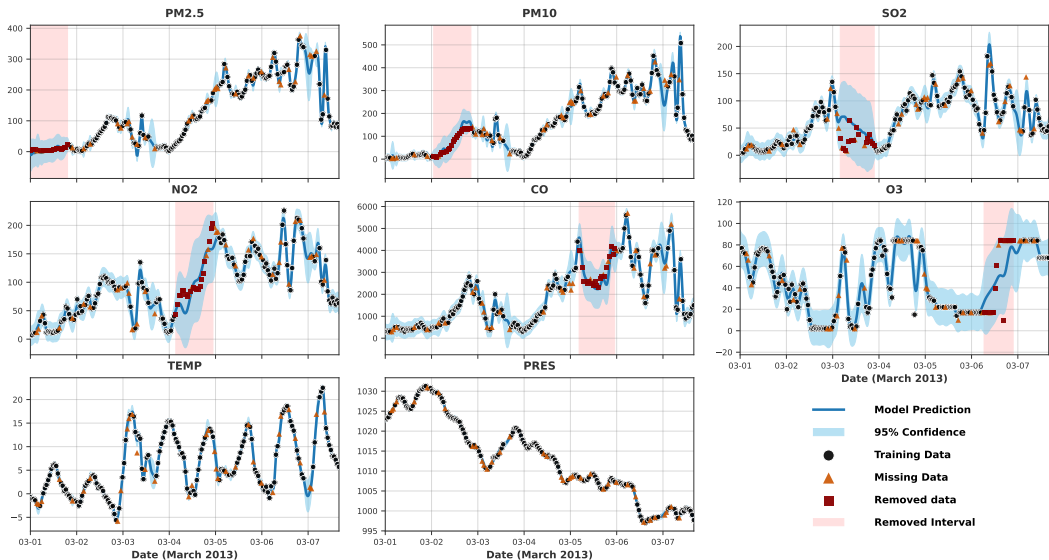 PM2.5
PM10
SO2
400
300
200
100
0
500
400
300
200
100
0
200
150
100
50
0
NO2
CO
O3
200
150
100
50
0
6000
5000
4000
3000
2000
1000
0
120
100
80
60
40
20
0
−20
03-01 03-02 03-03 03-04 03-05 03-06 03-07
Date (March 2013)
TEMP
PRES
20
15
10
5
0
−5
1030
1025
1020
1015
1010
1005
1000
995
03-01 03-02 03-03 03-04 03-05 03-06 03-07
Date (March 2013)
03-01 03-02 03-03 03-04 03-05 03-06 03-07
Date (March 2013)
Model Prediction
95% Confidence
Training Data
Missing Data
Removed data
Removed Interval